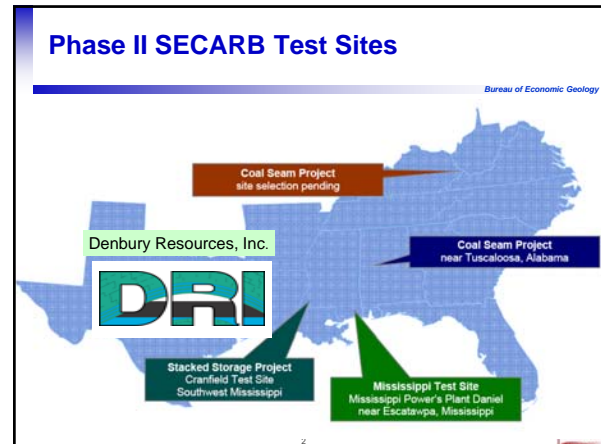 Phase II SECARB Test Sites
Bureau of Economic Geology
Coal Seam Project
site selection pending
Denbury Resources, Inc.
DRI
Coal Seam Project
near Tuscaloosa, Alabama
Stacked Storage Project
Cranfield Test Site
Southwest Mississippi
Mississippi Test Site
Mississippi Power's Plant Daniel
near Escatawpa, Mississippi
2